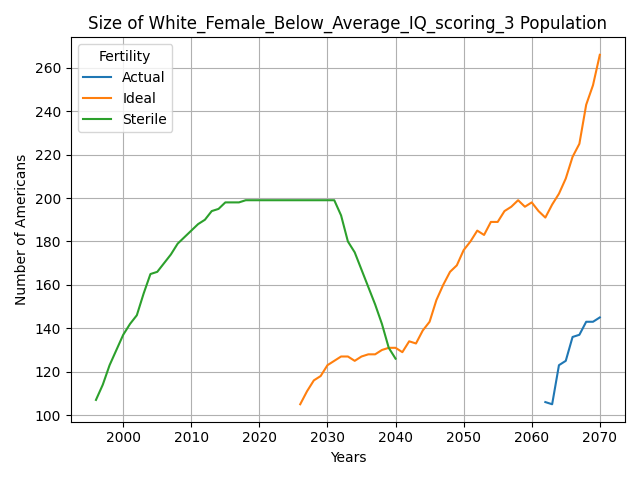 Size of White_Female_Below_Average_IQ_scoring_3 Population
Fertility
Actual
Ideal
Sterile
Number of Americans
260
240
220
200
180
160
140
120
100
2000 2010 2020 2030 2040 2050 2060 2070
Years